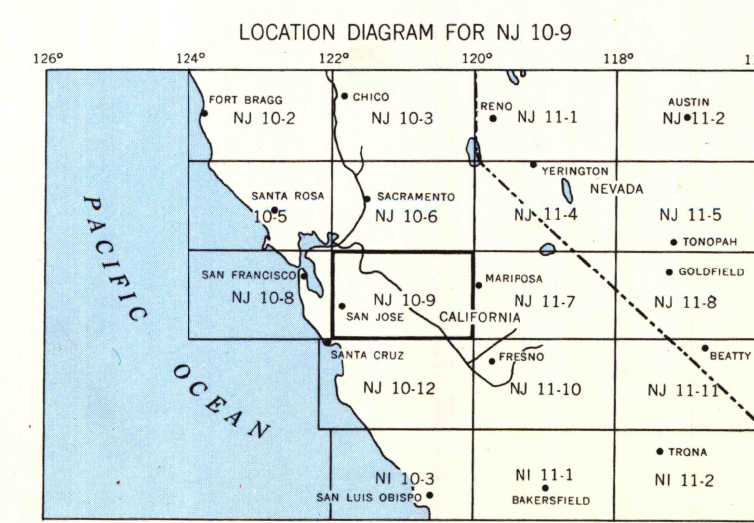 LOCATION DIAGRAM FOR NJ 10-9
126° 124° 122° 120° 118°
FORT BRAGG
NJ 10-2
CHICO
NJ 10-3
RENO
NJ 11-1
AUSTIN
NJ 11-2
SANTA ROSA
10-5
SACRAMENTO
NJ 10-6
YERINGTON
NEVADA
NJ 11-4
NJ 11-5
TONOPAH
PACIFIC
OCEAN
SAN FRANCISCO
NJ 10-8
NJ 10-9
SAN JOSE
CALIFORNIA
MARIPOSA
NJ 11-7
GOLDFIELD
NJ 11-8
SANTA CRUZ
NJ 10-12
FRESNO
NJ 11-10
BEATTY
NJ 11-11
NI 10-3
SAN LUIS OBISPO
NI 11-1
BAKERSFIELD
TRONA
NI 11-2